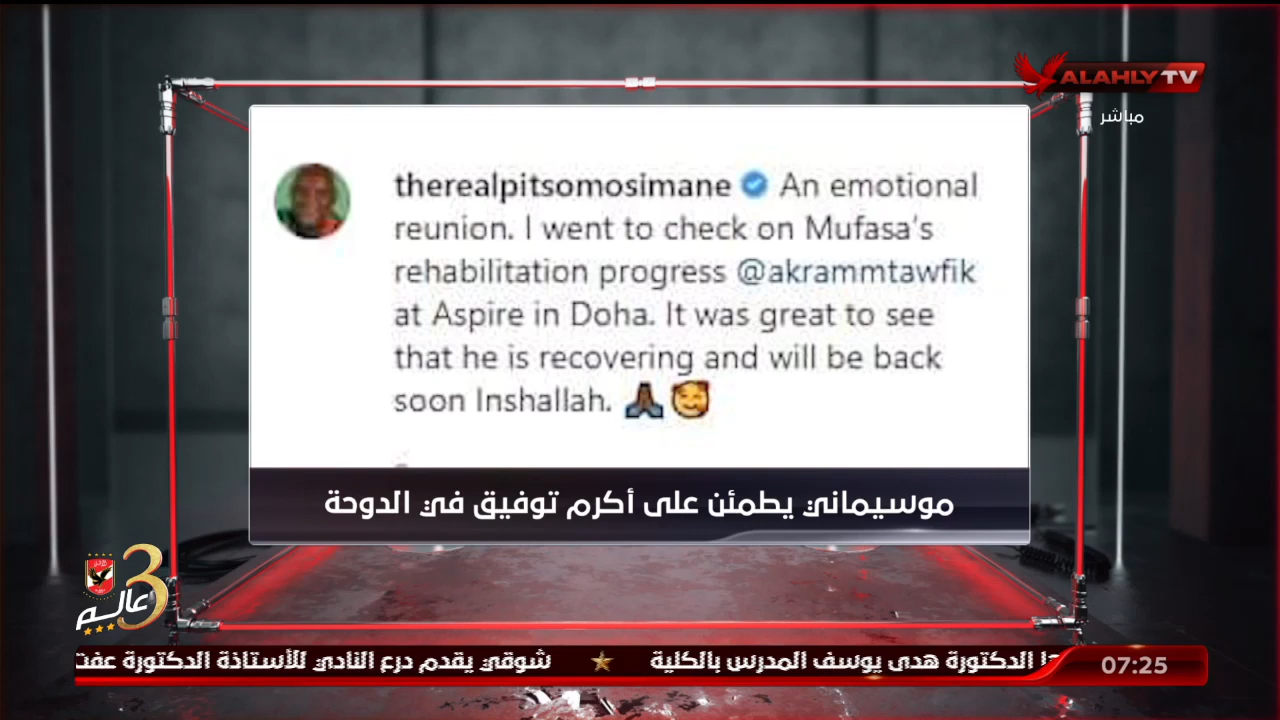 ALAHLY TV
مباشر
therealpitsomosimane An emotional
reunion. I went to check on Mufasa's
rehabilitation progress @akrammtawfik
at Aspire in Doha. It was great to see
that he is recovering and will be back
soon Inshallah. 🙏🏿🥰
موسيماني يطمئن على أكرم توفيق في الدوحة
3 عالم
الدكتورة هدى يوسف المدرس بالكلية ★ شوقي يقدم درع النادي للأستاذة الدكتورة
07:25